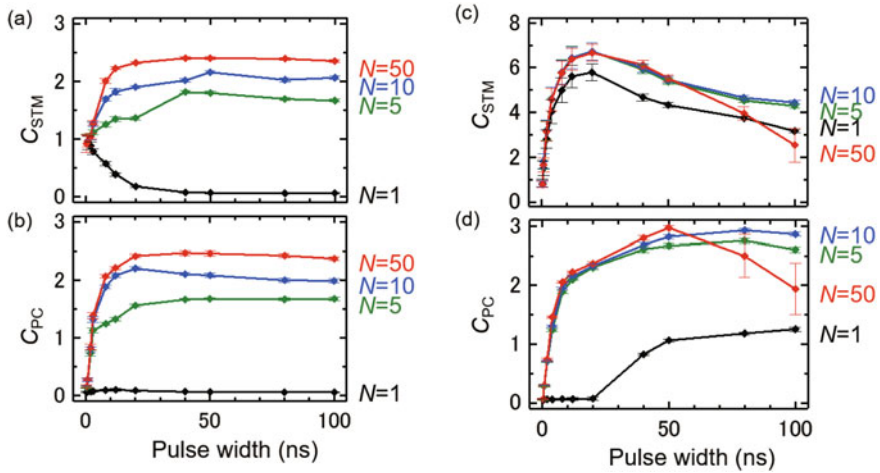 (a)
3
2
1
0
C_STM
N=50
N=10
N=5
N=1
(b)
3
2
1
0
C_PC
N=50
N=10
N=5
N=1
0 50 100
Pulse width (ns)
(c)
8
6
4
2
0
C_STM
N=10
N=5
N=1
N=50
(d)
3
2
1
0
C_PC
N=10
N=5
N=50
N=1
0 50 100
Pulse width (ns)